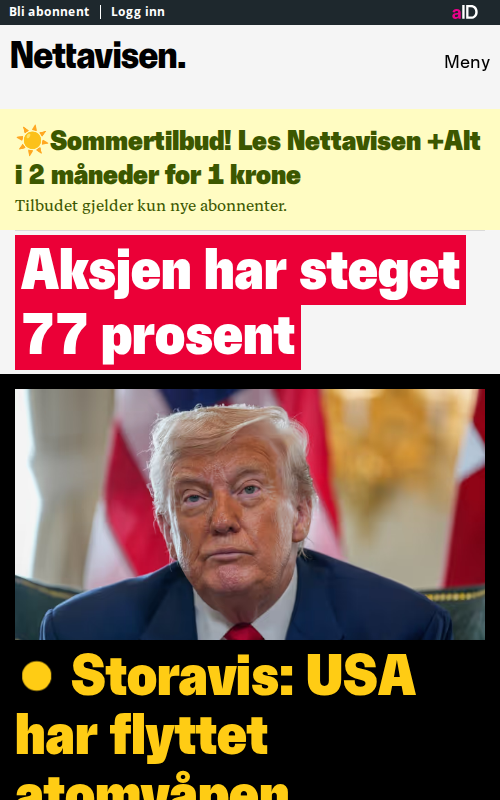 Bli abonnent | Logg inn
aID
Nettavisen.
Meny
☀️Sommertilbud! Les Nettavisen +Alt
i 2 måneder for 1 krone
Tilbudet gjelder kun nye abonnenter.
Aksjen har steget
77 prosent
● Storavis: USA
har flyttet
atomvåpen